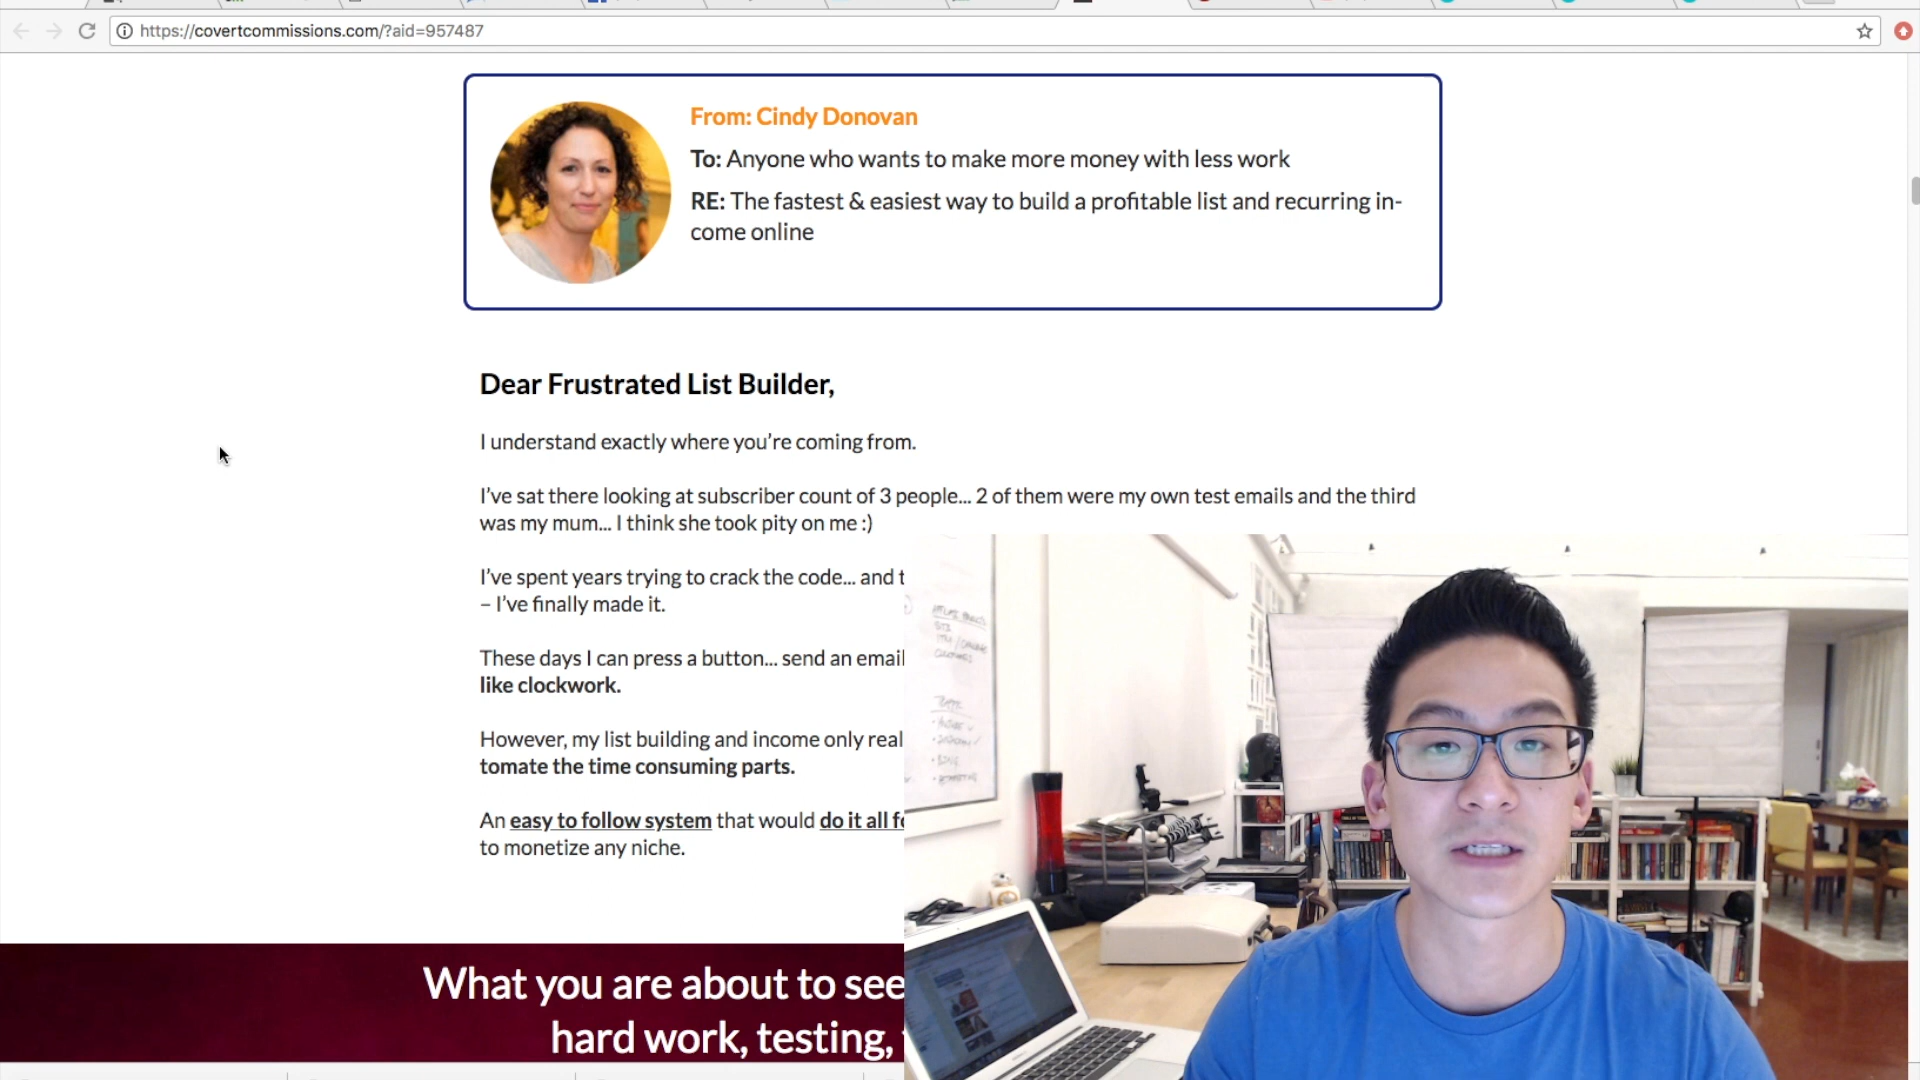 https://covertcommissions.com/?aid=957487
From: Cindy Donovan
To: Anyone who wants to make more money with less work
RE: The fastest & easiest way to build a profitable list and recurring in-
come online
Dear Frustrated List Builder,
I understand exactly where you’re coming from.
I’ve sat there looking at subscriber count of 3 people... 2 of them were my own test emails and the third
was my mum... I think she took pity on me :)
I’ve spent years trying to crack the code... and
– I’ve finally made it.
These days I can press a button... send an email
like clockwork.
However, my list building and income only
tomate the time consuming parts.
An easy to follow system that would do it all
to monetize any niche.
What you are about to see
hard work, testing,